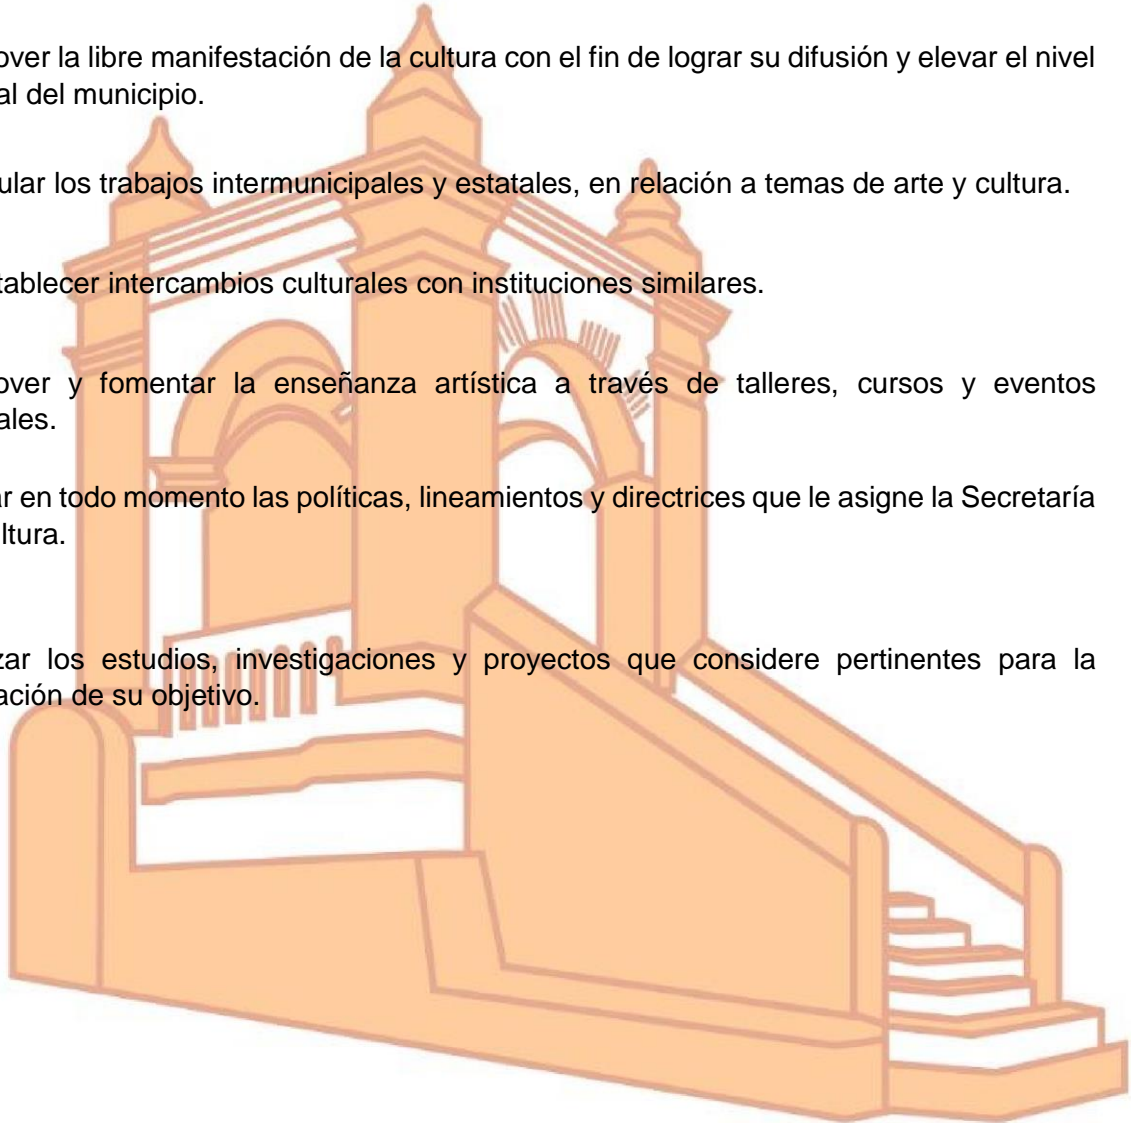 over la libre manifestación de la cultura con el fin de lograr su difusión y elevar el nivel
al del municipio.
ular los trabajos intermunicipales y estatales, en relación a temas de arte y cultura.
tablecer intercambios culturales con instituciones similares.
over y fomentar la enseñanza artística a través de talleres, cursos y eventos
ales.
ar en todo momento las políticas, lineamientos y directrices que le asigne la Secretaría
ltura.
zar los estudios, investigaciones y proyectos que considere pertinentes para la
ación de su objetivo.